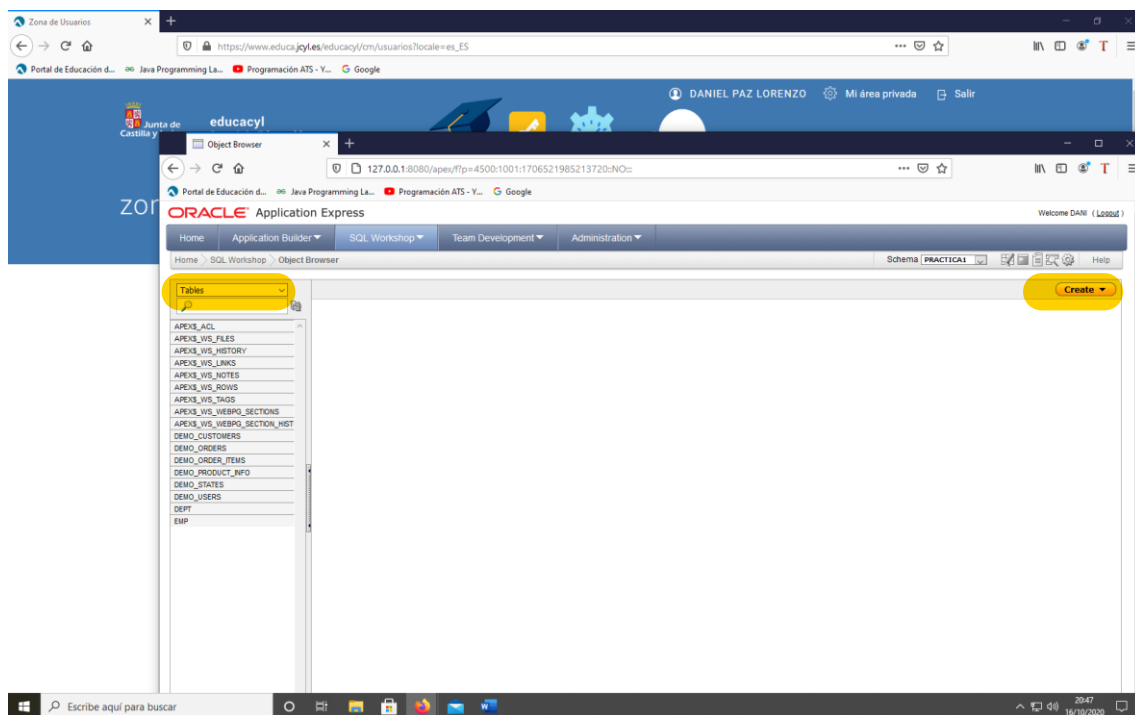 Zona de Usuarios
https://www.educa.jcyl.es/educacyl/cm/usuarios?locale=es_ES
Portal de Educación d... Java Programming La... Programación ATS - Y... Google
DANIEL PAZ LORENZO Mi área privada Salir
Junta de
Castilla y
educacyl
zor
Object Browser
127.0.0.1:8080/apex/f?p=4500:1001:1706521985213720::NO:::
Portal de Educación d... Java Programming La... Programación ATS - Y... Google
ORACLE Application Express
Welcome DANI ( Logout )
Home Application Builder SQL Workshop Team Development Administration
Home SQL Workshop Object Browser
Schema PRACTICA1 Help
Tables
Create
APEX$_ACL
APEX$_WS_FILES
APEX$_WS_HISTORY
APEX$_WS_LINKS
APEX$_WS_NOTES
APEX$_WS_ROWS
APEX$_WS_TAGS
APEX$_WS_WEBPG_SECTIONS
APEX$_WS_WEBPG_SECTION_HIST
DEMO_CUSTOMERS
DEMO_ORDERS
DEMO_ORDER_ITEMS
DEMO_PRODUCT_INFO
DEMO_STATES
DEMO_USERS
DEPT
EMP
Escribe aquí para buscar
20:47
16/10/2020